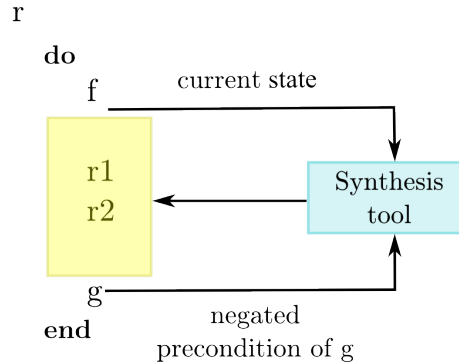 r
do
f
current state
r1
r2
Synthesis
tool
g
negated
precondition of g
end